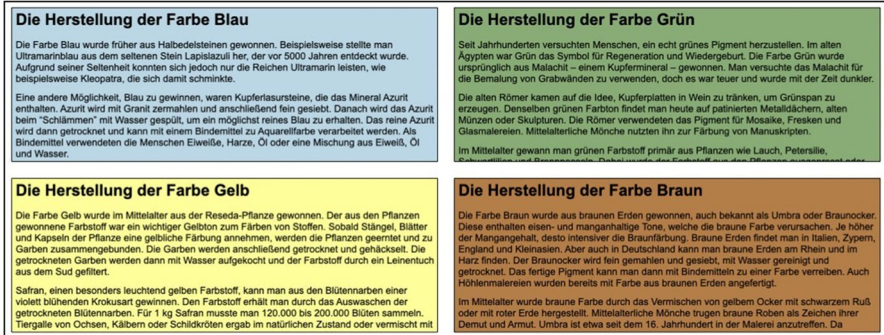 Die Herstellung der Farbe Blau
Die Farbe Blau wurde früher aus Halbedelsteinen gewonnen. Beispielsweise stellte man
Ultramarinblau aus dem seltenen Stein Lapislazuli her, der vor 5000 Jahren entdeckt wurde.
Aufgrund seiner Seltenheit konnten sich jedoch nur die Reichen Ultramarin leisten, wie
beispielsweise Kleopatra, die sich damit schminkte.
Eine andere Möglichkeit, Blau zu gewinnen, waren Kupferlasursteine, die das Mineral Azurit
enthalten. Azurit wird mit Granit zermahlen und anschließend fein gesiebt. Danach wird das Azurit
beim "Schlämmen" mit Wasser gespült, um ein möglichst reines Blau zu erhalten. Das reine Azurit
wird dann getrocknet und kann mit einem Bindemittel zu Aquarellfarbe verarbeitet werden. Als
Bindemittel verwendeten die Menschen Eiweiße, Harze, Öl oder eine Mischung aus Eiweiß, Öl
und Wasser.
Die Herstellung der Farbe Grün
Seit Jahrhunderten versuchten Menschen, ein echt grünes Pigment herzustellen. Im alten
Ägypten war Grün das Symbol für Regeneration und Wiedergeburt. Die Farbe Grün wurde
ursprünglich aus Malachit – einem Kupfermineral – gewonnen. Man versuchte das Malachit für
die Bemalung von Grabwänden zu verwenden, doch es war teuer und wurde mit der Zeit dunkler.
Die alten Römer kamen auf die Idee, Kupferplatten in Wein zu tränken, um Grünspan zu
erzeugen. Denselben grünen Farbton findet man heute auf patinierten Metalldächern, alten
Münzen oder Skulpturen. Die Römer verwendeten das Pigment für Mosaike, Fresken und
Glasmalereien. Mittelalterliche Mönche nutzten ihn zur Färbung von Manuskripten.
Im Mittelalter gewann man grünen Farbstoff primär aus Pflanzen wie Lauch, Petersilie,
Die Herstellung der Farbe Gelb
Die Farbe Gelb wurde im Mittelalter aus der Reseda-Pflanze gewonnen. Der aus den Pflanzen
gewonnene Farbstoff war ein wichtiger Gelbton zum Färben von Stoffen. Sobald Stängel, Blätter
und Kapseln der Pflanze eine gelbliche Färbung annehmen, werden die Pflanzen geerntet und zu
Garben zusammengebunden. Die Garben werden anschließend getrocknet und gehäckselt. Die
getrockneten Garben werden dann mit Wasser aufgekocht und der Farbstoff durch ein Leinentuch
aus dem Sud gefiltert.
Safran, einen besonders leuchtend gelben Farbstoff, kann man aus den Blütennarben einer
violett blühenden Krokusart gewinnen. Den Farbstoff erhält man durch das Auswaschen der
getrockneten Blütennarben. Für 1 kg Safran musste man 120.000 bis 200.000 Blüten sammeln.
Tiergalle von Ochsen, Kälbern oder Schildkröten ergab im natürlichen Zustand oder vermischt mit
Die Herstellung der Farbe Braun
Die Farbe Braun wurde aus braunen Erden gewonnen, auch bekannt als Umbra oder Braunocker.
Diese enthalten eisen- und manganhaltige Tone, welche die braune Farbe verursachen. Je höher
der Mangangehalt, desto intensiver die Braunfärbung. Braune Erden findet man in Italien, Zypern,
England und Kleinasien. Aber auch in Deutschland kann man braune Erden am Rhein und im
Harz finden. Der Braunocker wird fein gemahlen und gesiebt, mit Wasser gereinigt und
getrocknet. Das fertige Pigment kann man dann mit Bindemitteln zu einer Farbe verreiben. Auch
Höhlenmalereien wurden bereits mit Farbe aus braunen Erden angefertigt.
Im Mittelalter wurde braune Farbe durch das Vermischen von gelbem Ocker mit schwarzem Ruß
oder mit roter Erde hergestellt. Mittelalterliche Mönche trugen braune Roben als Zeichen ihrer
Demut und Armut. Umbra ist etwa seit dem 16. Jahrhundert in der Malerei anzutreffen. Da